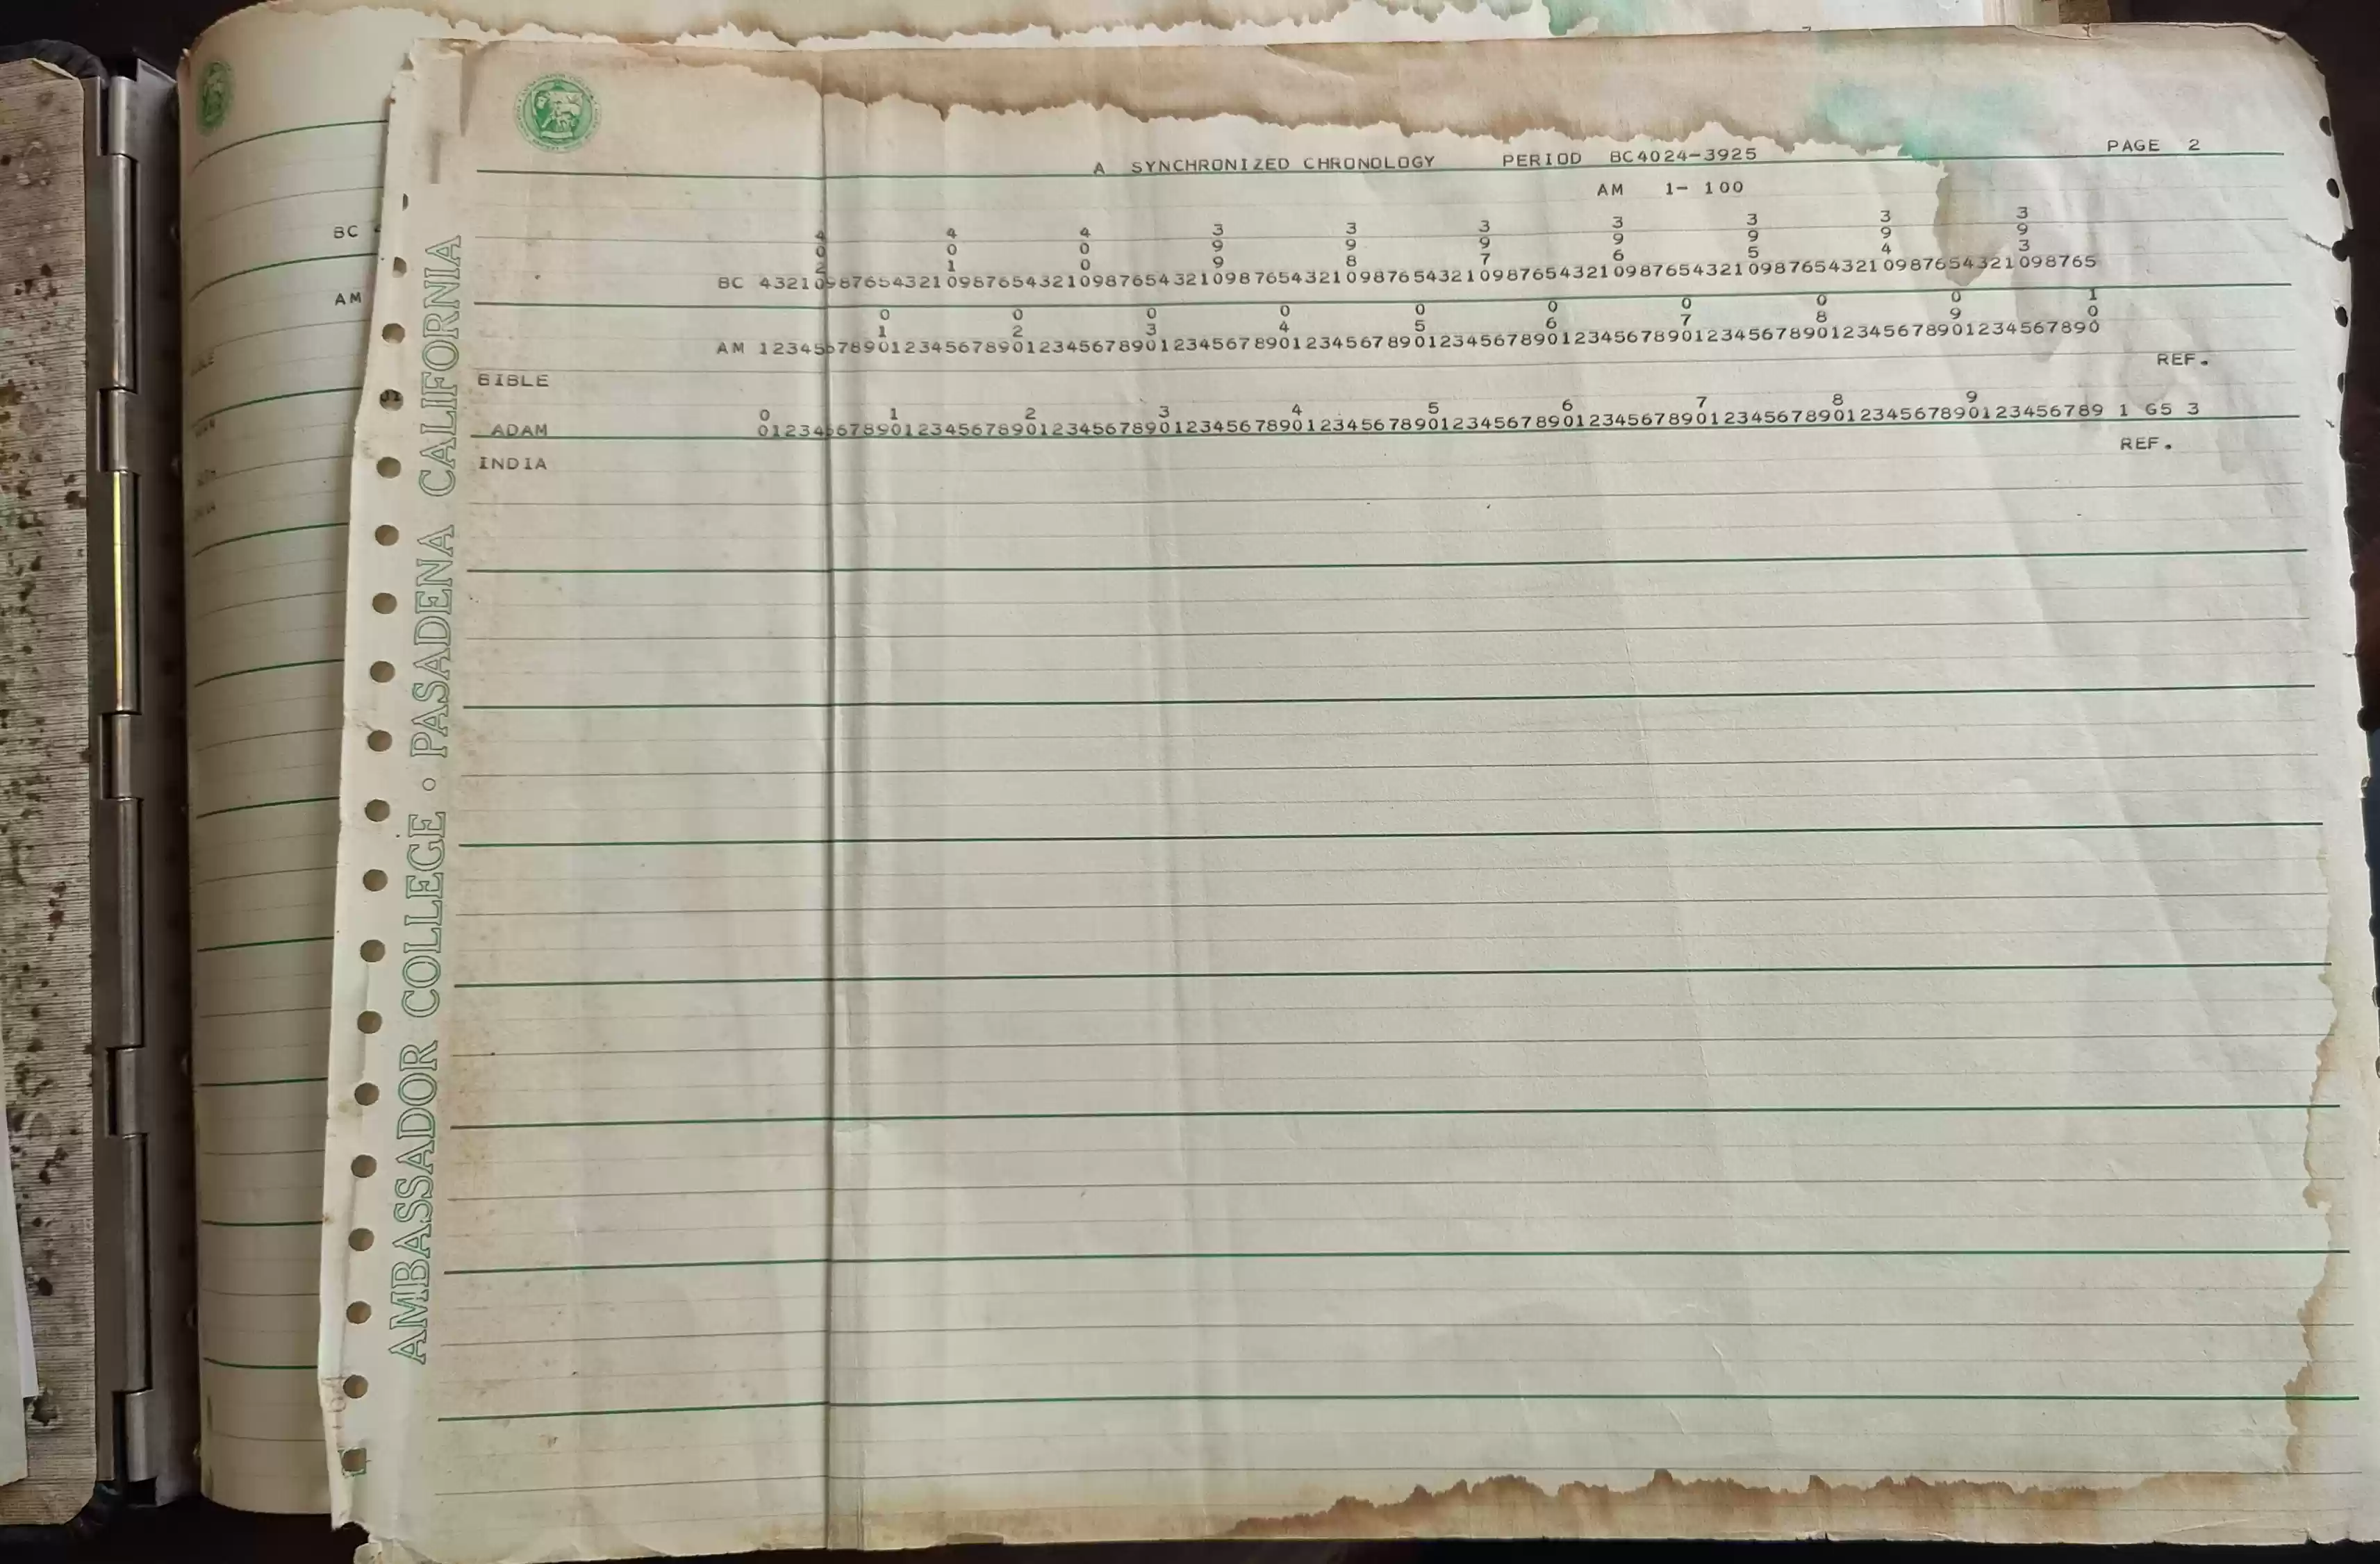 A SYNCHRONIZED CHRONOLOGY PERIOD BC4024-3925 PAGE 2
AM 1- 100
4 4 4 3 3 3 3 3 3 3
0 0 0 9 9 9 9 9 9 9
2 1 0 9 8 7 6 5 4 3
BC 4321098765432109876543210987654321098765432109876543210987654321098765432109876543210987654321098765
0 0 0 0 0 0 0 0 0 1
1 2 3 4 5 6 7 8 9 0
AM 1234567890123456789012345678901234567890123456789012345678901234567890123456789012345678901234567890
REF.
BIBLE
0 1 2 3 4 5 6 7 8 9
ADAM 0123456789012345678901234567890123456789012345678901234567890123456789012345678901234567890123456789 1 G5 3
REF.
INDIA
AMBASSADOR COLLEGE · PASADENA CALIFORNIA
BC
AM